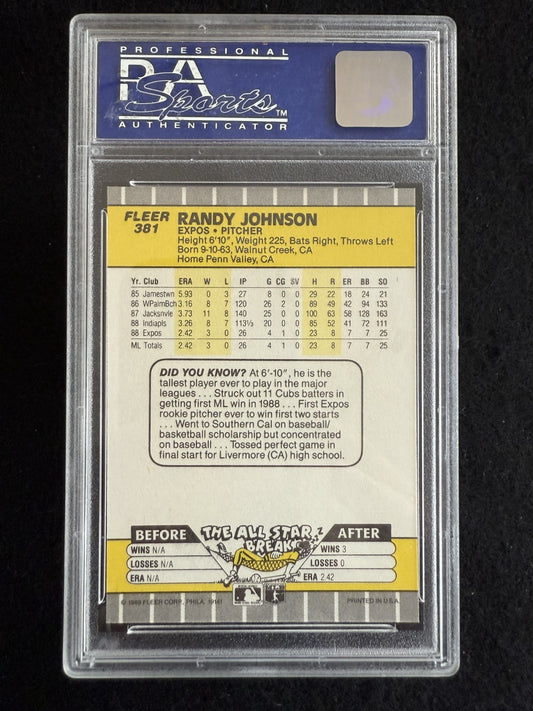 PROFESSIONAL
PSA
Sports™
AUTHENTICATOR
FLEER
381
RANDY JOHNSON
EXPOS • PITCHER
Height 6'10", Weight 225, Bats Right, Throws Left
Born 9-10-63, Walnut Creek, CA
Home Penn Valley, CA
Yr. Club ERA W L IP G CG SV H R ER BB SO
85 Jamestwn 5.93 0 3 27 8 0 0 29 22 18 24 21
86 WPalmBch 3.16 8 7 120 26 2 0 89 49 42 94 133
87 Jacksnvle 3.73 11 8 140 25 0 0 100 63 58 128 163
88 Indapls 3.26 8 7 113⅓ 20 0 0 85 52 41 72 111
88 Expos 2.42 3 0 26 4 1 0 23 8 7 7 25
ML Totals 2.42 3 0 26 4 1 0 23 8 7 7 25
DID YOU KNOW? At 6'-10", he is the
tallest player ever to play in the major
leagues . . . Struck out 11 Cubs batters in
getting first ML win in 1988 . . . First Expos
rookie pitcher ever to win first two starts
. . . Went to Southern Cal on baseball/
basketball scholarship but concentrated
on baseball . . . Tossed perfect game in
final start for Livermore (CA) high school.
BEFORE THE ALL STAR BREAK AFTER
WINS N/A WINS 3
LOSSES N/A LOSSES 0
ERA N/A ERA 2.42
© 1989 FLEER CORP., PHILA. 19141 PRINTED IN U.S.A.